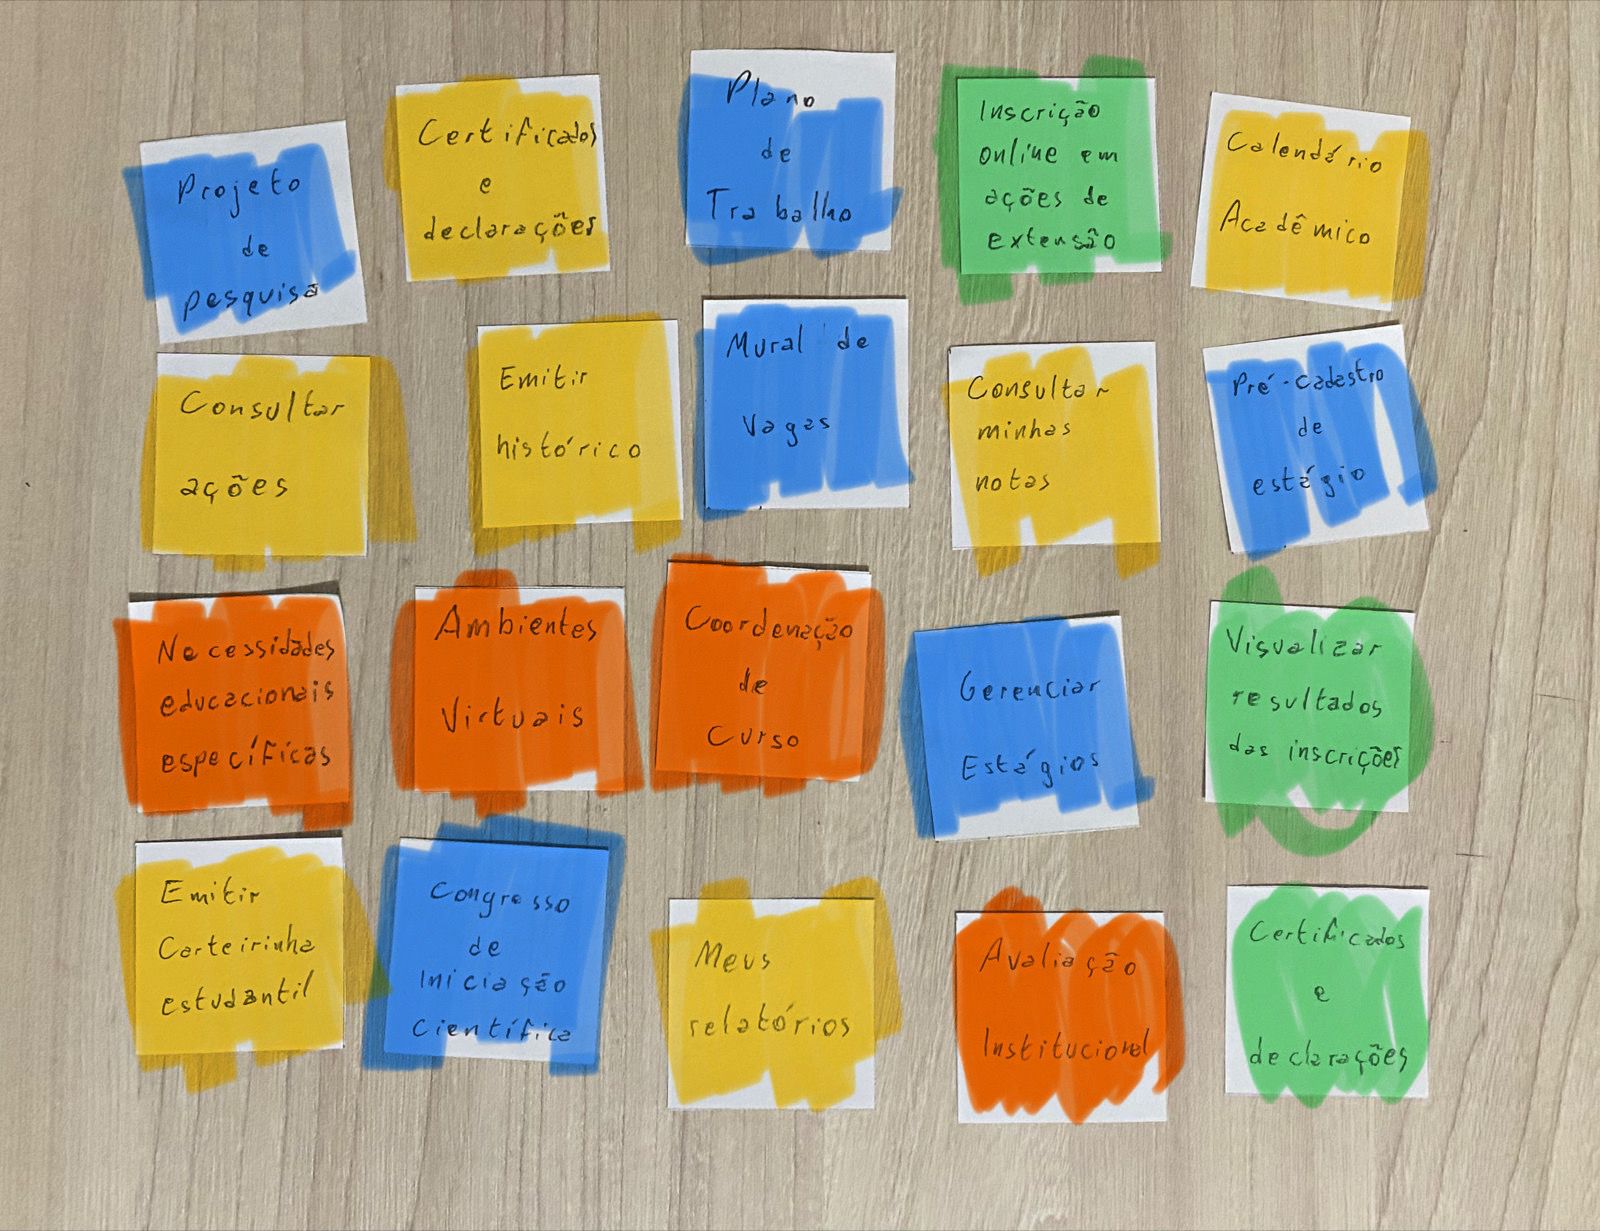 Projeto
de
pesquisa
Certificados
e
declarações
Plano
de
Trabalho
Inscrição
online em
ações de
extensão
Calendário
Acadêmico
Consultar
ações
Emitir
histórico
Mural de
Vagas
Consultar
minhas
notas
Pré-cadastro
de
estágio
Necessidades
educacionais
específicas
Ambientes
Virtuais
Coordenação
de
Curso
Gerenciar
Estágios
Visualizar
resultados
das inscrições
Emitir
Carteirinha
estudantil
Congresso
de
Iniciação
Científica
Meus
relatórios
Avaliação
Institucional
Certificados
e
declarações